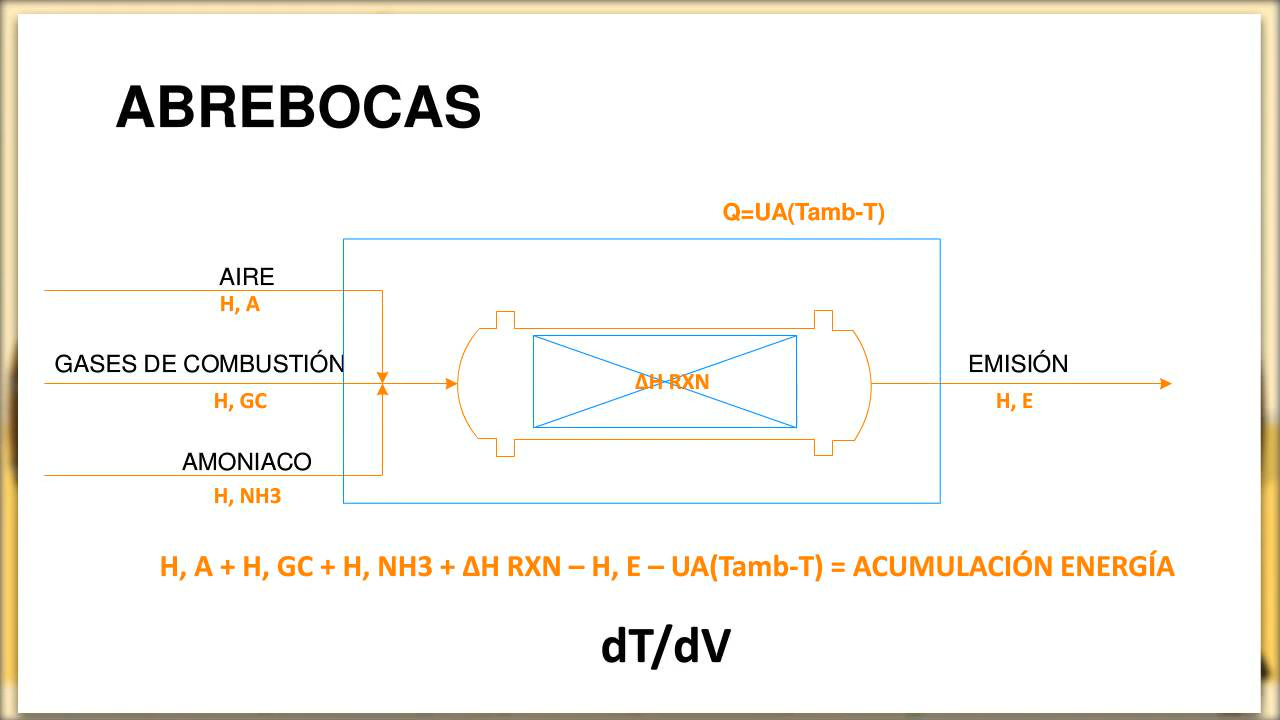 ABREBOCAS
Q=UA(Tamb-T)
AIRE
H, A
GASES DE COMBUSTIÓN
H, GC
ΔH RXN
EMISIÓN
H, E
AMONIACO
H, NH3
H, A + H, GC + H, NH3 + ΔH RXN – H, E – UA(Tamb-T) = ACUMULACIÓN ENERGÍA
dT/dV